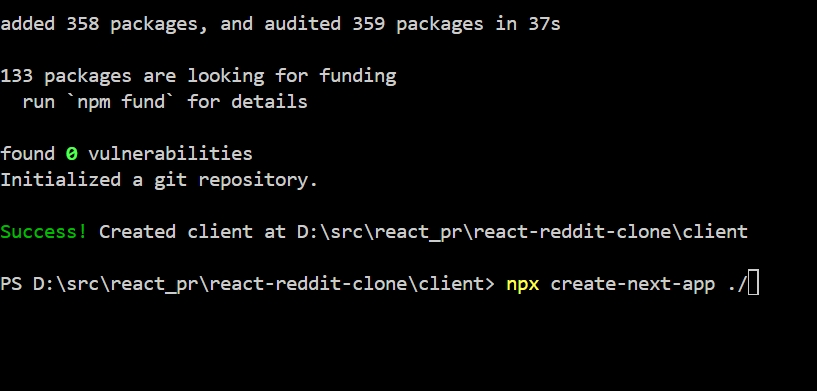 added 358 packages, and audited 359 packages in 37s
133 packages are looking for funding
run `npm fund` for details
found 0 vulnerabilities
Initialized a git repository.
Success! Created client at D:\src\react_pr\react-reddit-clone\client
PS D:\src\react_pr\react-reddit-clone\client> npx create-next-app ./